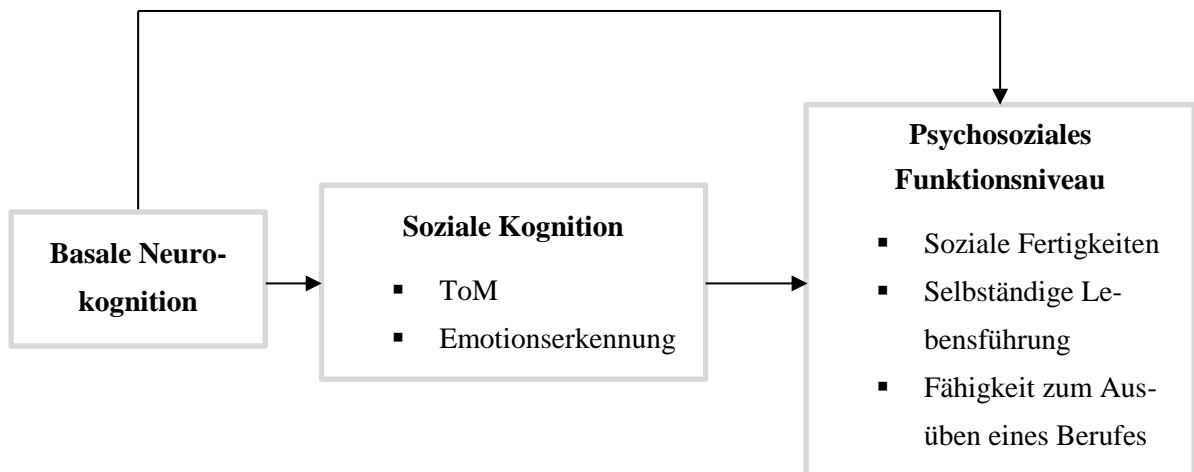 Basale Neuro-
kognition
Soziale Kognition
▪ ToM
▪ Emotionserkennung
Psychosoziales
Funktionsniveau
▪ Soziale Fertigkeiten
▪ Selbständige Le-
bensführung
▪ Fähigkeit zum Aus-
üben eines Berufes